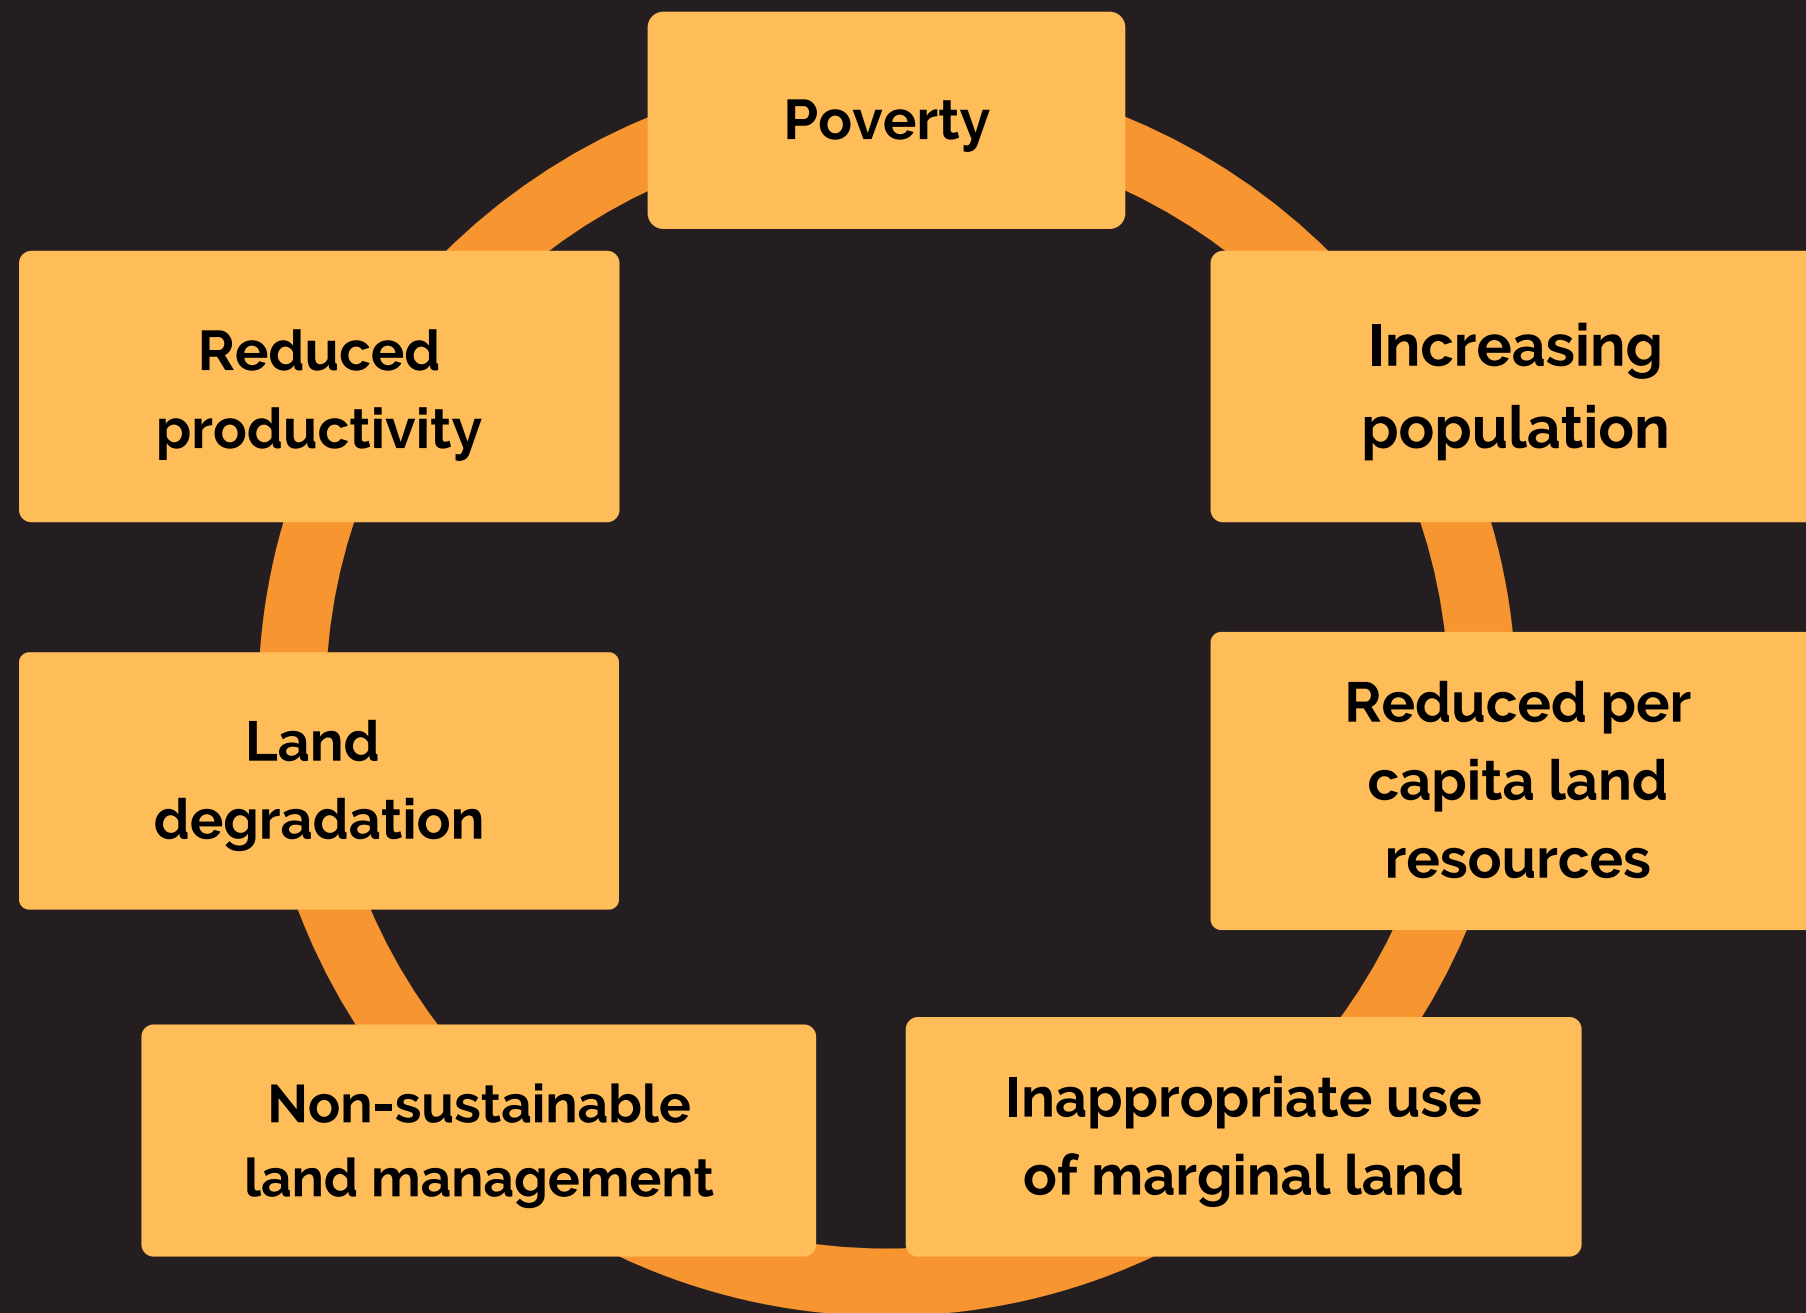 Poverty
Increasing
population
Reduced per
capita land
resources
Inappropriate use
of marginal land
Non-sustainable
land management
Land
degradation
Reduced
productivity